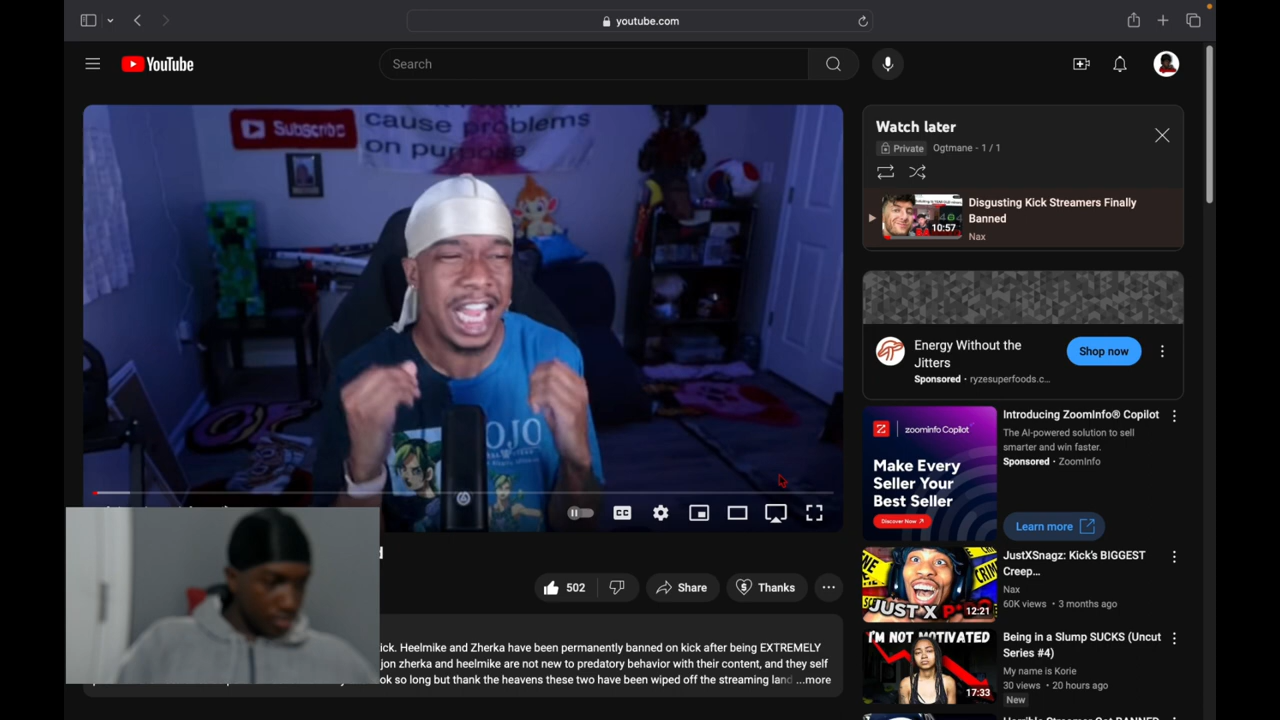 youtube.com
YouTube
Search
Subscribe
cause problems
on purpose
CC
502
Share
Thanks
ick. Heelmike and Zherka have been permanently banned on kick after being EXTREMELY
jon zherka and heelmike are not new to predatory behavior with their content, and they self
ok so long but thank the heavens these two have been wiped off the streaming land ...more
Watch later
Private
Ogtmane - 1 / 1
10:57
Disgusting Kick Streamers Finally
Banned
Nax
Energy Without the
Jitters
Sponsored · ryzesuperfoods.c...
Shop now
zoominfo Copilot
Make Every
Seller Your
Best Seller
Discover Now
Introducing ZoomInfo® Copilot
The AI-powered solution to sell
smarter and win faster.
Sponsored · ZoomInfo
Learn more
JUST X
12:21
JustXSnagz: Kick's BIGGEST
Creep...
Nax
60K views · 3 months ago
I'M NOT MOTIVATED
17:33
Being in a Slump SUCKS (Uncut
Series #4)
My name is Korie
30 views · 20 hours ago
New